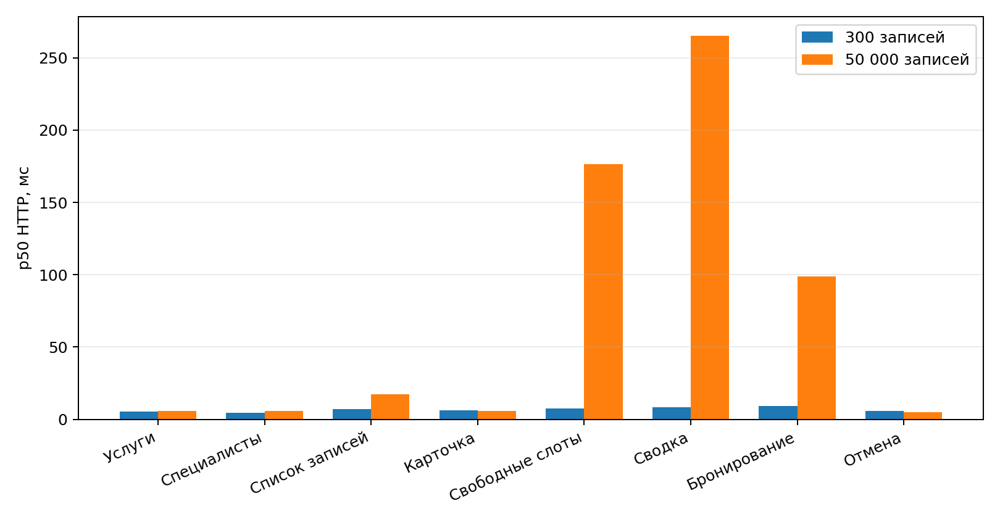 300 записей
50 000 записей
p50 HTTP, мс
250
200
150
100
50
0
Услуги
Специалисты
Список записей
Карточка
Свободные слоты
Сводка
Бронирование
Отмена